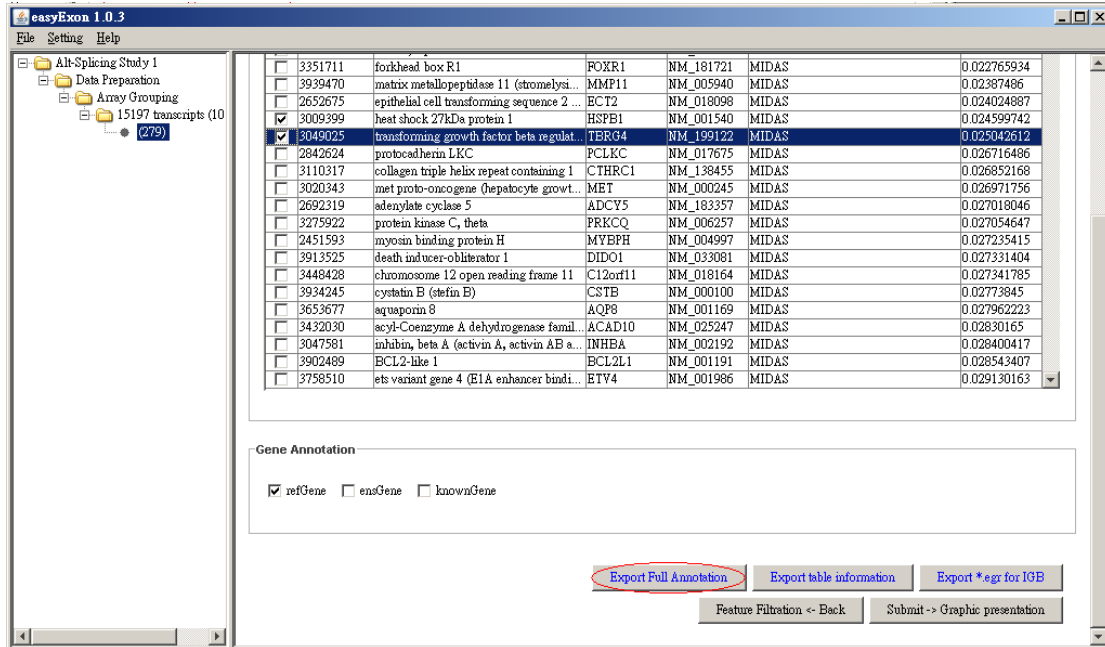 easyExon 1.0.3
File Setting Help
Alt-Splicing Study 1
Data Preparation
Array Grouping
15197 transcripts (10
(279)
3351711 forkhead box R1 FOXR1 NM_181721 MIDAS 0.022765934
3939470 matrix metallopeptidase 11 (stromelysi... MMP11 NM_005940 MIDAS 0.02387486
2652675 epithelial cell transforming sequence 2 ... ECT2 NM_018098 MIDAS 0.024024887
3009399 heat shock 27kDa protein 1 HSPB1 NM_001540 MIDAS 0.024599742
3049025 transforming growth factor beta regulat... TBRG4 NM_199122 MIDAS 0.025042612
2842624 protocadherin LKC PCLKC NM_017675 MIDAS 0.026716486
3110317 collagen triple helix repeat containing 1 CTHRC1 NM_138455 MIDAS 0.026852168
3020343 met proto-oncogene (hepatocyte growt... MET NM_000245 MIDAS 0.026971756
2692319 adenylate cyclase 5 ADCY5 NM_183357 MIDAS 0.027018046
3275922 protein kinase C, theta PRKCQ NM_006257 MIDAS 0.027054647
2451593 myosin binding protein H MYBPH NM_004997 MIDAS 0.027235415
3913525 death inducer-obliterator 1 DIDO1 NM_033081 MIDAS 0.027331404
3448428 chromosome 12 open reading frame 11 C12orf11 NM_018164 MIDAS 0.027341785
3934245 cystatin B (stefin B) CSTB NM_000100 MIDAS 0.02773845
3653677 aquaporin 8 AQP8 NM_001169 MIDAS 0.027962223
3432030 acyl-Coenzyme A dehydrogenase famil... ACAD10 NM_025247 MIDAS 0.02830165
3047581 inhibin, beta A (activin A, activin AB a... INHBA NM_002192 MIDAS 0.028400417
3902489 BCL2-like 1 BCL2L1 NM_001191 MIDAS 0.028543407
3758510 ets variant gene 4 (E1A enhancer bindi... ETV4 NM_001986 MIDAS 0.029130163
Gene Annotation
refGene ensGene knownGene
Export Full Annotation Export table information Export *.egr for IGB
Feature Filtration <- Back Submit -> Graphic presentation